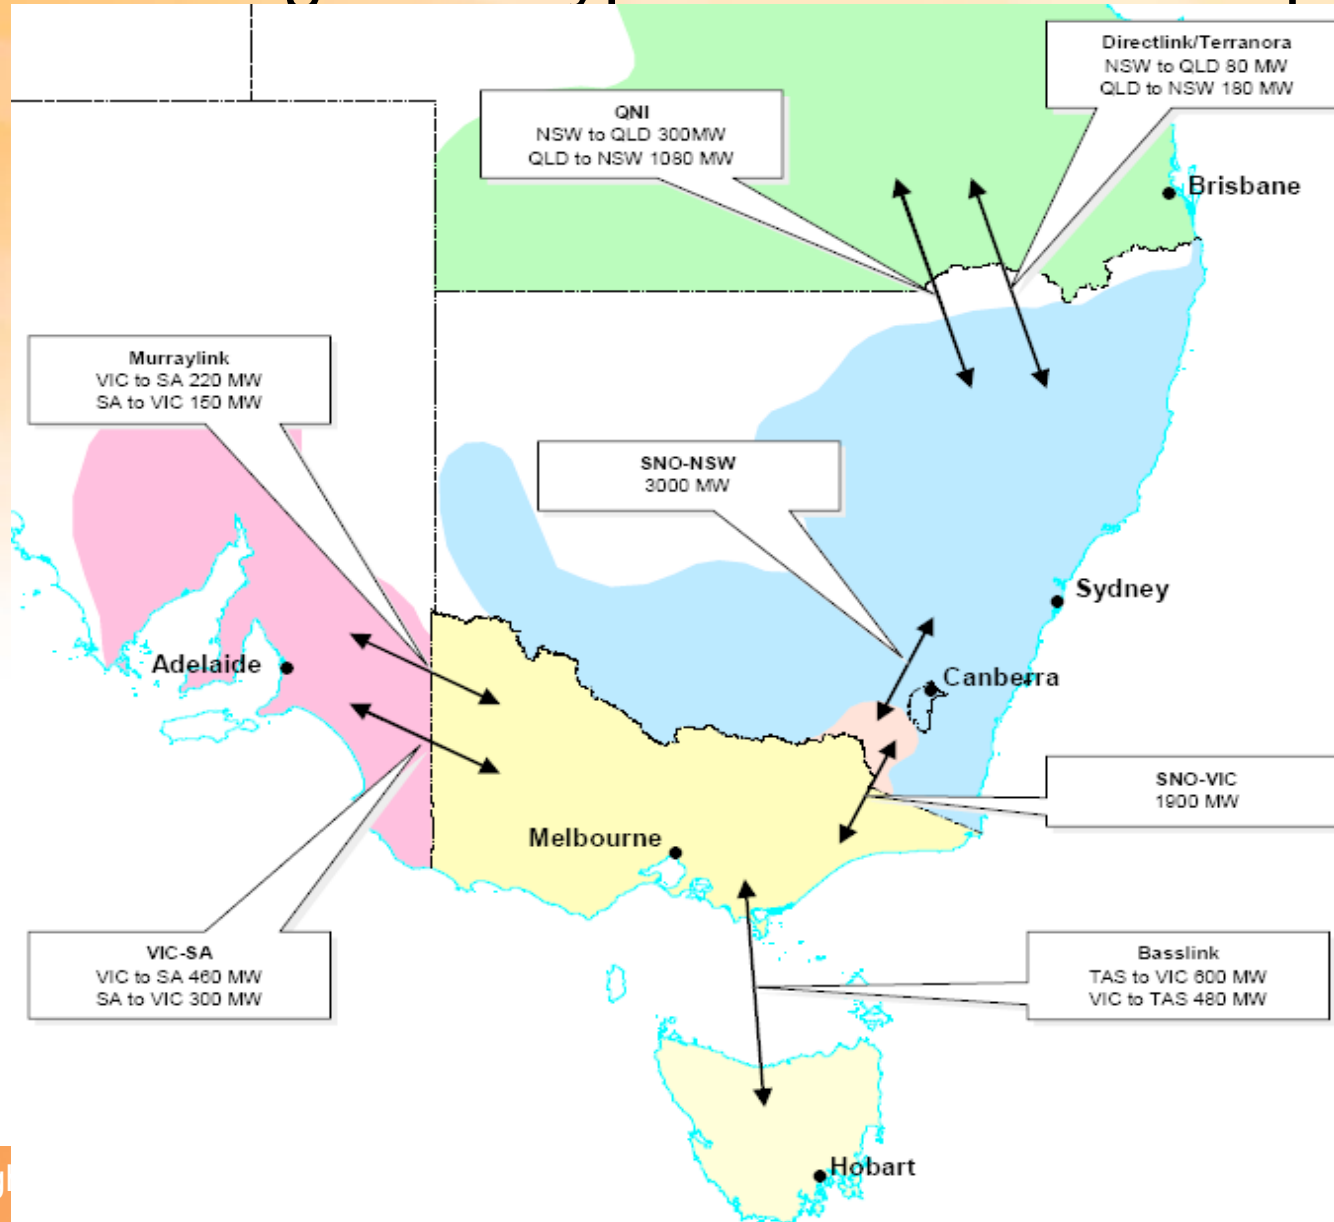 Directlink/Terranora
NSW to QLD 80 MW
QLD to NSW 180 MW
QNI
NSW to QLD 300MW
QLD to NSW 1080 MW
Brisbane
Murraylink
VIC to SA 220 MW
SA to VIC 150 MW
SNO-NSW
3000 MW
Sydney
Adelaide
Canberra
SNO-VIC
1900 MW
Melbourne
VIC-SA
VIC to SA 460 MW
SA to VIC 300 MW
Basslink
TAS to VIC 600 MW
VIC to TAS 480 MW
Hobart